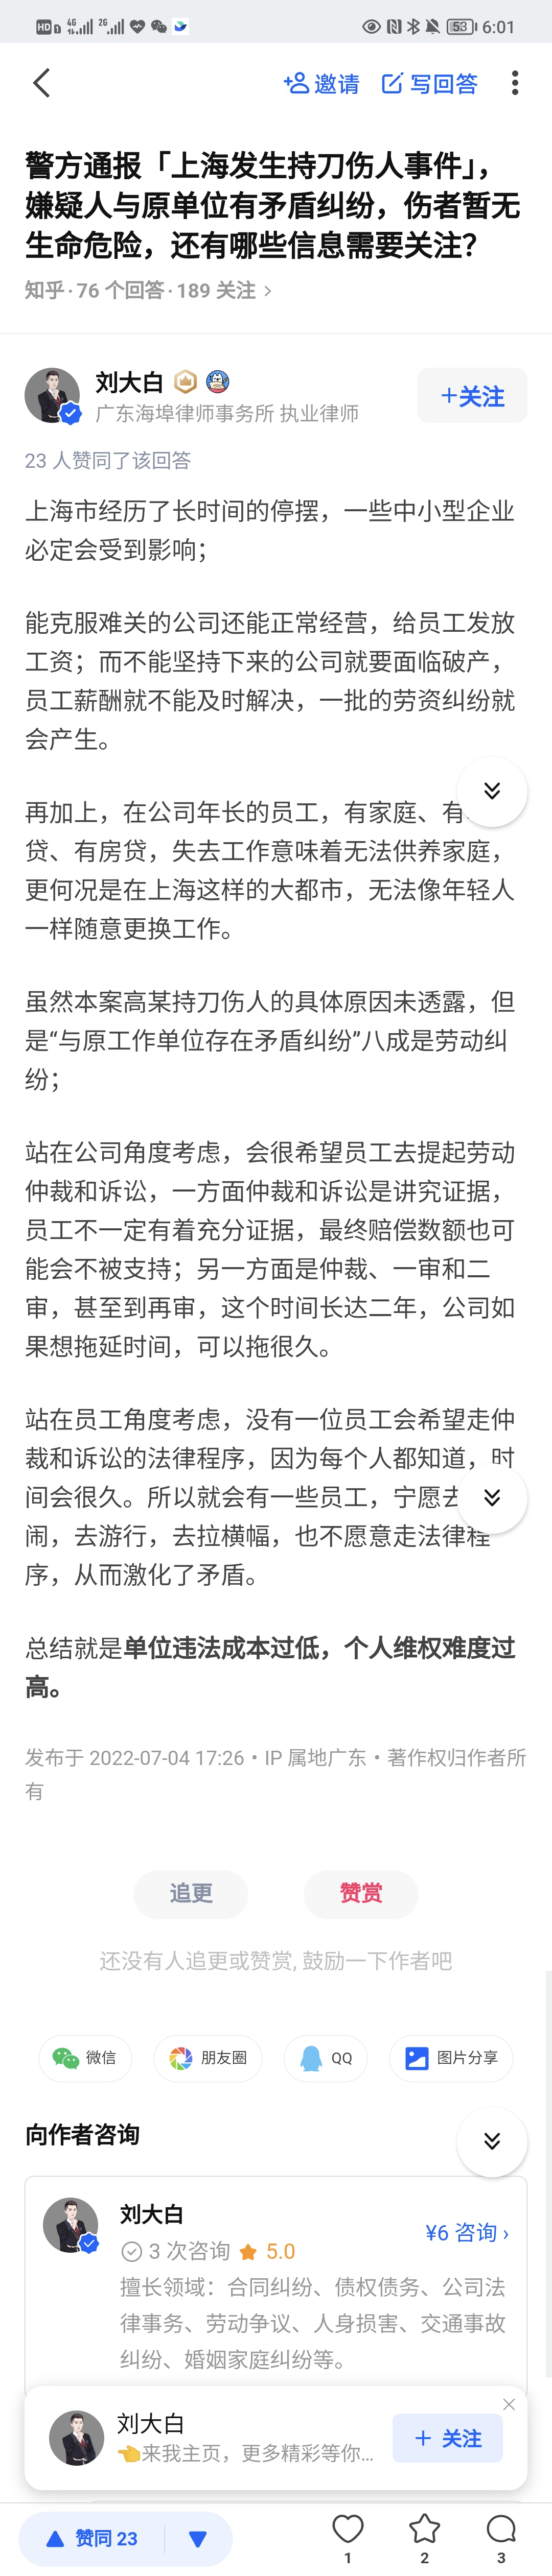 HD 4G 2G 53 6:01
邀请 写回答
警方通报「上海发生持刀伤人事件」,
嫌疑人与原单位有矛盾纠纷，伤者暂无
生命危险，还有哪些信息需要关注？
知乎 · 76 个回答 · 189 关注 >
刘大白
+关注
广东海埠律师事务所 执业律师
23 人赞同了该回答
上海市经历了长时间的停摆，一些中小型企业
必定会受到影响；
能克服难关的公司还能正常经营，给员工发放
工资；而不能坚持下来的公司就要面临破产，
员工薪酬就不能及时解决，一批的劳资纠纷就
会产生。
再加上，在公司年长的员工，有家庭、有
贷、有房贷，失去工作意味着无法供养家庭，
更何况是在上海这样的大都市，无法像年轻人
一样随意更换工作。
虽然本案高某持刀伤人的具体原因未透露，但
是“与原工作单位存在矛盾纠纷”八成是劳动纠
纷；
站在公司角度考虑，会很希望员工去提起劳动
仲裁和诉讼，一方面仲裁和诉讼是讲究证据，
员工不一定有着充分证据，最终赔偿数额也可
能会不被支持；另一方面是仲裁、一审和二
审，甚至到再审，这个时间长达二年，公司如
果想拖延时间，可以拖很久。
站在员工角度考虑，没有一位员工会希望走仲
裁和诉讼的法律程序，因为每个人都知道，时
间会很久。所以就会有一些员工，宁愿去
闹，去游行，去拉横幅，也不愿意走法律程
序，从而激化了矛盾。
总结就是单位违法成本过低，个人维权难度过
高。
发布于 2022-07-04 17:26 · IP 属地广东 · 著作权归作者所
有
追更 赞赏
还没有人追更或赞赏, 鼓励一下作者吧
微信 朋友圈 QQ 图片分享
向作者咨询
刘大白
¥6 咨询 ›
3 次咨询 5.0
擅长领域：合同纠纷、债权债务、公司法
律事务、劳动争议、人身损害、交通事故
纠纷、婚姻家庭纠纷等。
刘大白
来我主页，更多精彩等你...
+ 关注
赞同 23
1 2 3